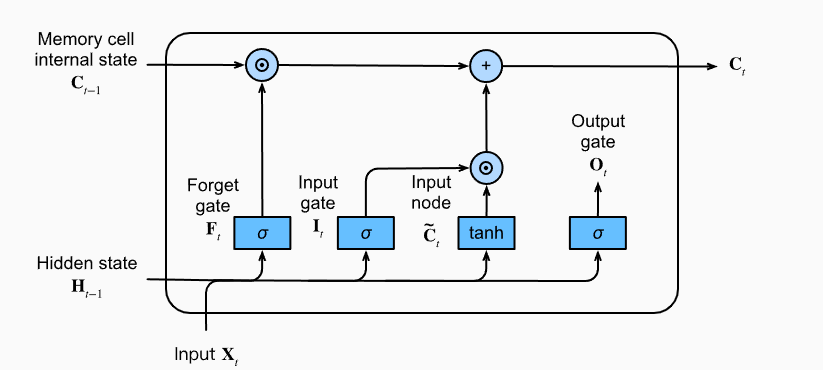 Memory cell
internal state
C_{t−1}
⊙
+
C_t
Output
gate
O_t
⊙
Forget
gate
F_t
Input
gate
I_t
Input
node
C̃_t
σ
σ
tanh
σ
Hidden state
H_{t−1}
Input X_t